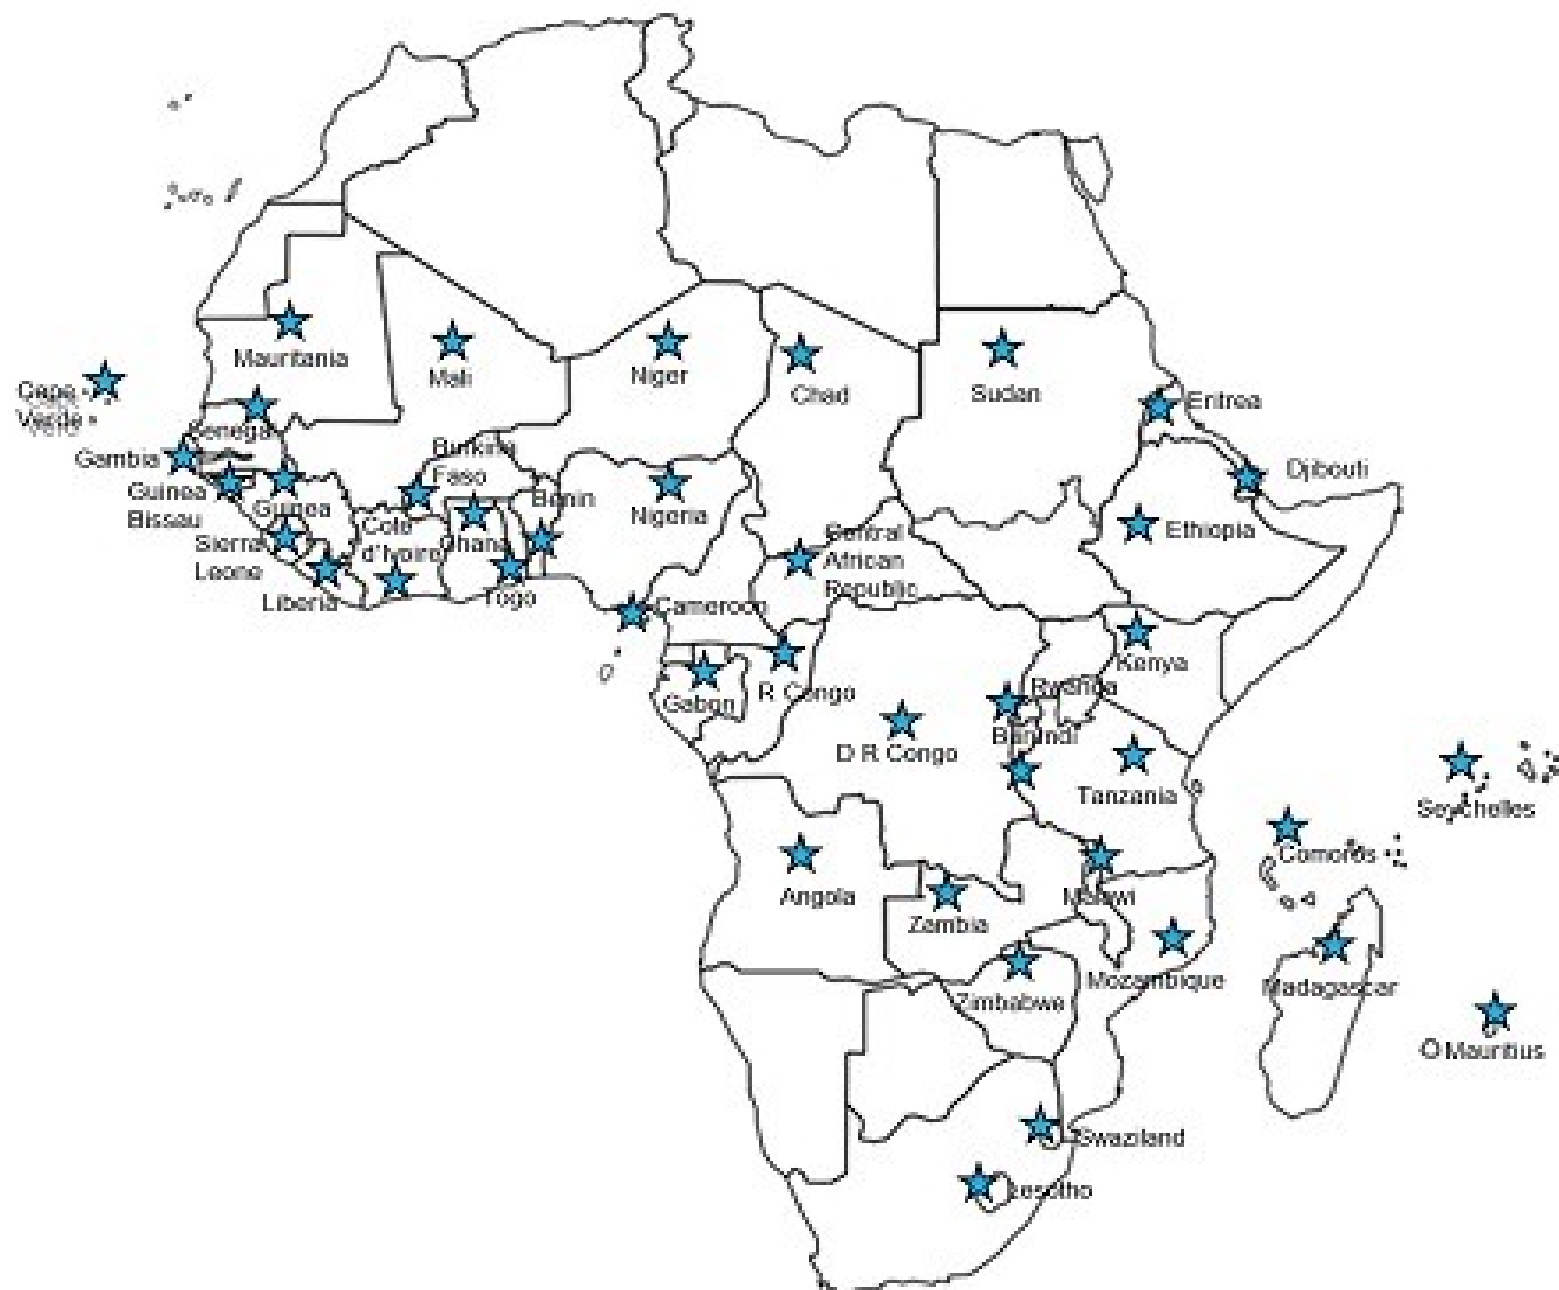 Mauritania
Mali
Niger
Chad
Sudan
Eritrea
Cape
Verde
Senegal
Gambia
Burkina
Faso
Djibouti
Guinea
Bissau
Guinea
Benin
Nigeria
Ethiopia
Cote
d'Ivoire
Ghana
Central
African
Republic
Sierra
Leone
Liberia
Togo
Cameroon
Kenya
Gabon
R Congo
Rwanda
Burundi
D R Congo
Tanzania
Seychelles
Comoros
Angola
Malawi
Zambia
Mozambique
Madagascar
Zimbabwe
Mauritius
Swaziland
Lesotho